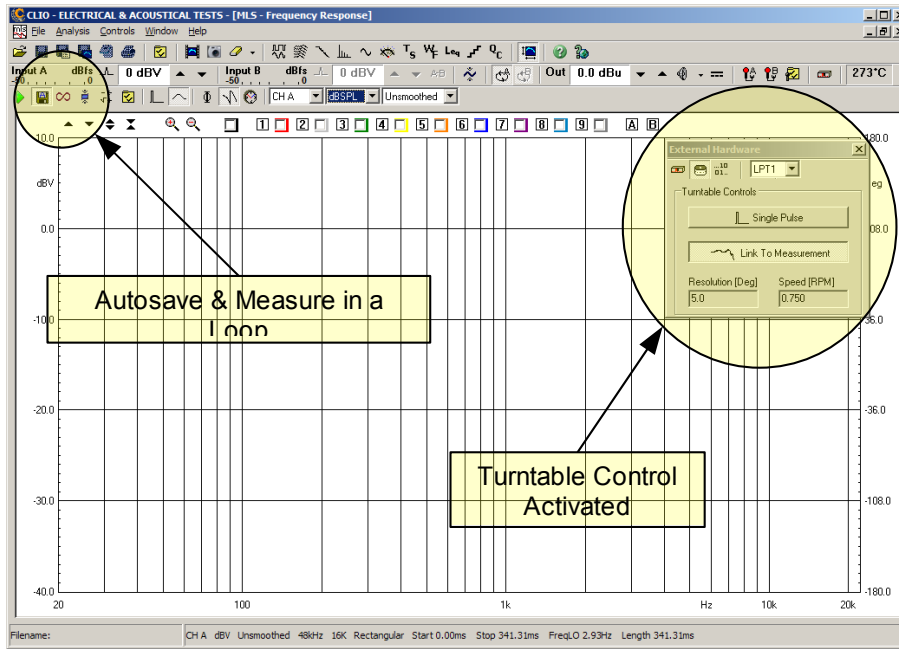 CLIO - ELECTRICAL & ACOUSTICAL TESTS - [MLS - Frequency Response]
File Analysis Controls Window Help
Input A dBfs 0 dBV Input B dBfs 0 dBV Out 0.0 dBu 273°C
CH A dBSPL Unsmoothed
1 2 3 4 5 6 7 8 9 A B
10.0
dBV
0.0
-10.0
-20.0
-30.0
-40.0
20 100 1k Hz 10k 20k
180.0
eg
108.0
36.0
-36.0
-108.0
-180.0
External Hardware
LPT1
Turntable Controls
Single Pulse
Link To Measurement
Resolution [Deg] Speed [RPM]
5.0 0.750
Autosave & Measure in a
Loop
Turntable Control
Activated
Filename: CH A dBV Unsmoothed 48kHz 16K Rectangular Start 0.00ms Stop 341.31ms FreqLO 2.93Hz Length 341.31ms